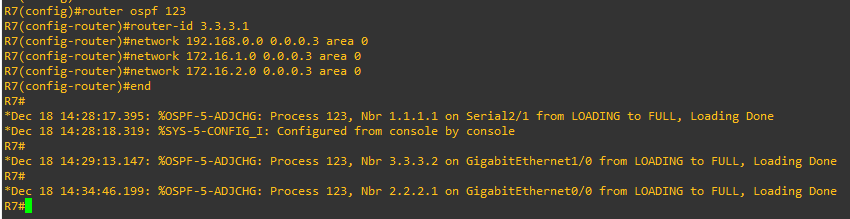 R7(config)#router ospf 123
R7(config-router)#router-id 3.3.3.1
R7(config-router)#network 192.168.0.0 0.0.0.3 area 0
R7(config-router)#network 172.16.1.0 0.0.0.3 area 0
R7(config-router)#network 172.16.2.0 0.0.0.3 area 0
R7(config-router)#end
R7#
*Dec 18 14:28:17.395: %OSPF-5-ADJCHG: Process 123, Nbr 1.1.1.1 on Serial2/1 from LOADING to FULL, Loading Done
*Dec 18 14:28:18.319: %SYS-5-CONFIG_I: Configured from console by console
R7#
*Dec 18 14:29:13.147: %OSPF-5-ADJCHG: Process 123, Nbr 3.3.3.2 on GigabitEthernet1/0 from LOADING to FULL, Loading Done
R7#
*Dec 18 14:34:46.199: %OSPF-5-ADJCHG: Process 123, Nbr 2.2.2.1 on GigabitEthernet0/0 from LOADING to FULL, Loading Done
R7#